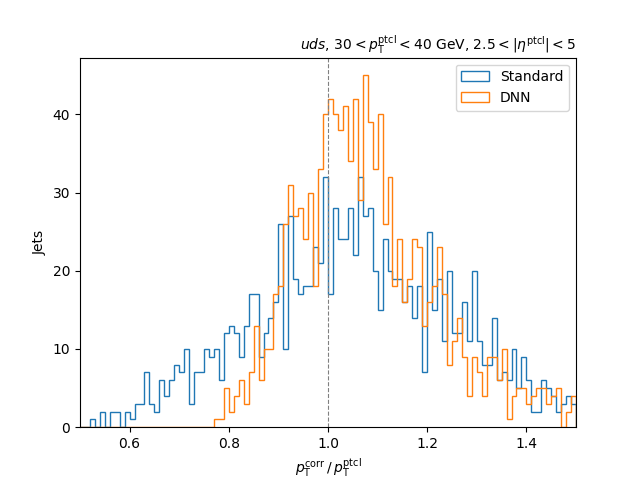 uds, 30 < p_T^ptcl < 40 GeV, 2.5 < |η^ptcl| < 5
Standard
DNN
Jets
40
30
20
10
0
0.6 0.8 1.0 1.2 1.4
p_T^corr / p_T^ptcl